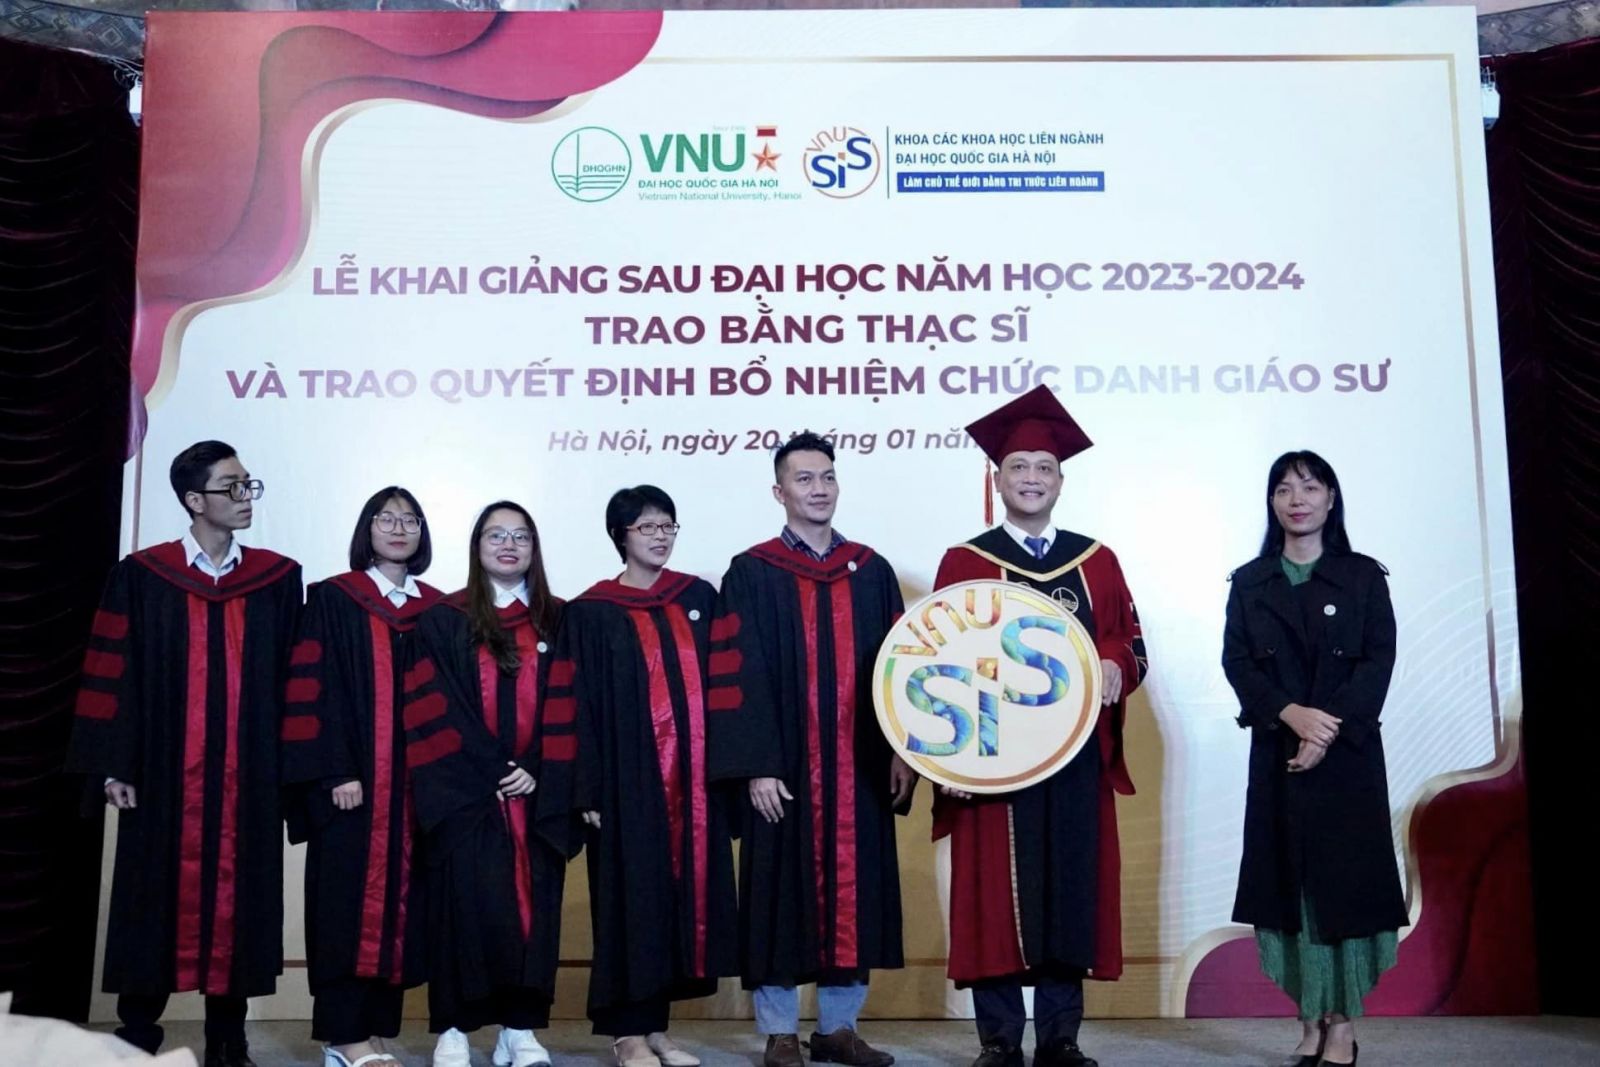 Since 1906
VNU
ĐHQGHN
ĐẠI HỌC QUỐC GIA HÀ NỘI
Vietnam National University, Hanoi
VNU
SIS
KHOA CÁC KHOA HỌC LIÊN NGÀNH
ĐẠI HỌC QUỐC GIA HÀ NỘI
LÀM CHỦ THẾ GIỚI BẰNG TRI THỨC LIÊN NGÀNH
LỄ KHAI GIẢNG SAU ĐẠI HỌC NĂM HỌC 2023-2024
TRAO BẰNG THẠC SĨ
VÀ TRAO QUYẾT ĐỊNH BỔ NHIỆM CHỨC DANH GIÁO SƯ
Hà Nội, ngày 20 tháng 01 năm
VNU
SIS